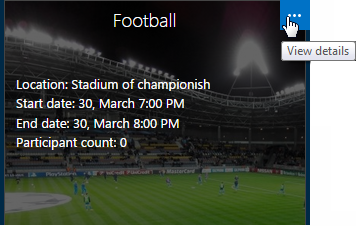 Football
...
View details
Location: Stadium of championish
Start date: 30, March 7:00 PM
End date: 30, March 8:00 PM
Participant count: 0